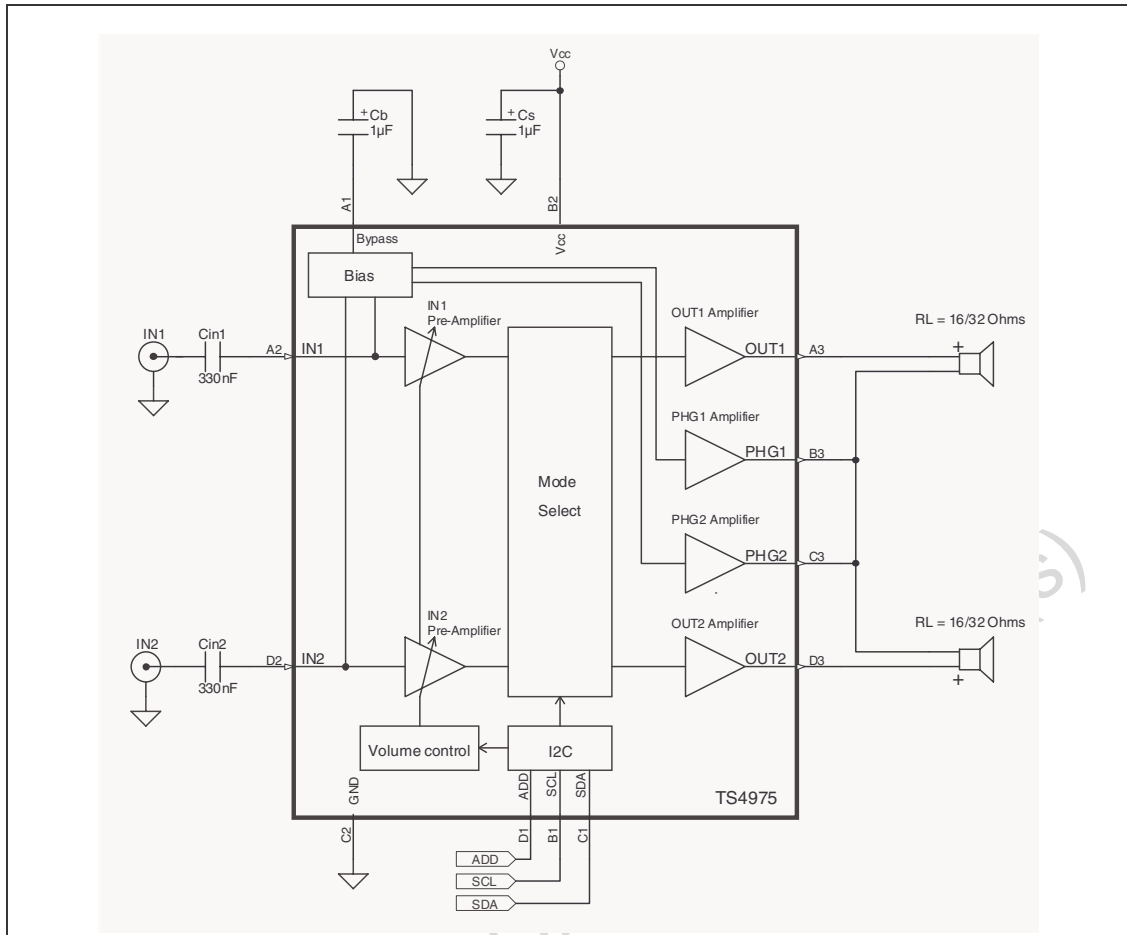 Vcc
+ Cb
1µF
+ Cs
1µF
A1
B2
Bypass
Vcc
Bias
IN1
Pre-Amplifier
OUT1 Amplifier
RL = 16/32 Ohms
IN1
Cin1
330nF
A2
IN1
OUT1
A3
+
PHG1 Amplifier
PHG1
B3
Mode
Select
PHG2 Amplifier
PHG2
C3
IN2
Pre-Amplifier
OUT2 Amplifier
RL = 16/32 Ohms
IN2
Cin2
330nF
D2
IN2
OUT2
D3
+
Volume control
I2C
GND
ADD
SCL
SDA
TS4975
C2
D1
B1
C1
ADD
SCL
SDA